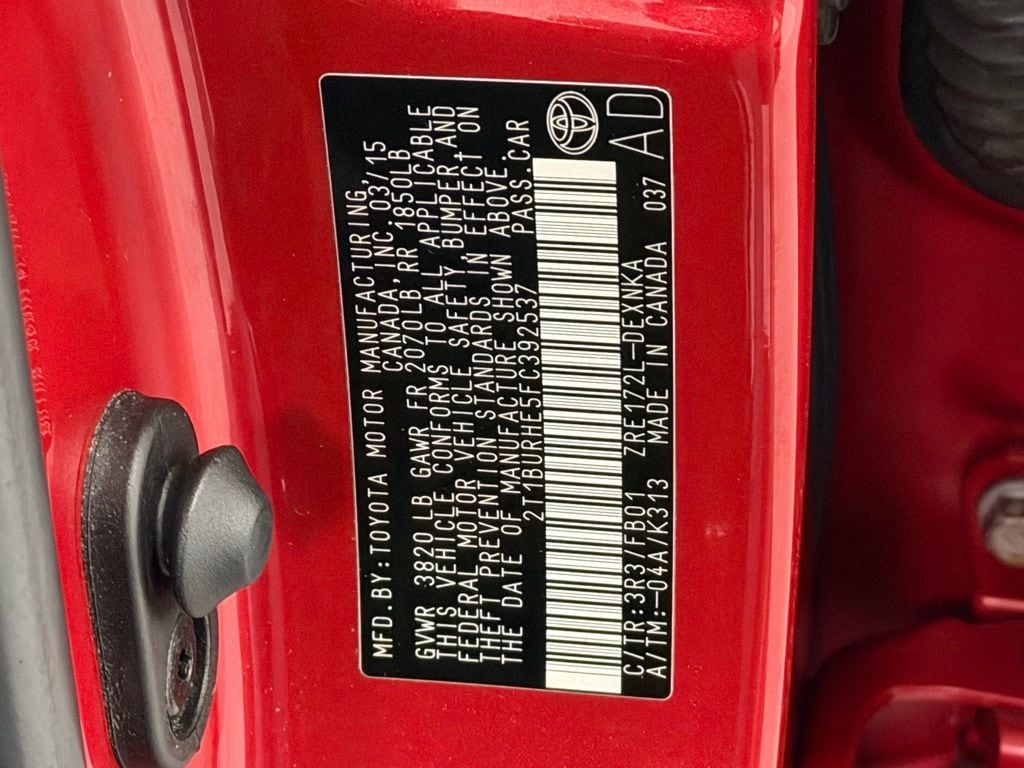 MFD.BY:TOYOTA MOTOR MANUFACTURING
CANADA,INC. 03/15
GVWR 3820LB GAWR FR 2070LB,RR 1850LB
THIS VEHICLE CONFORMS TO ALL APPLICABLE
FEDERAL MOTOR VEHICLE SAFETY, BUMPER,AND
THEFT PREVENTION STANDARDS IN EFFECT ON
THE DATE OF MANUFACTURE SHOWN ABOVE.
2T1BURHE5FC392537 PASS.CAR
C/TR:3R3/FB01 ZRE172L-DEXNKA
A/TM:-04A/K313 MADE IN CANADA 037
AD